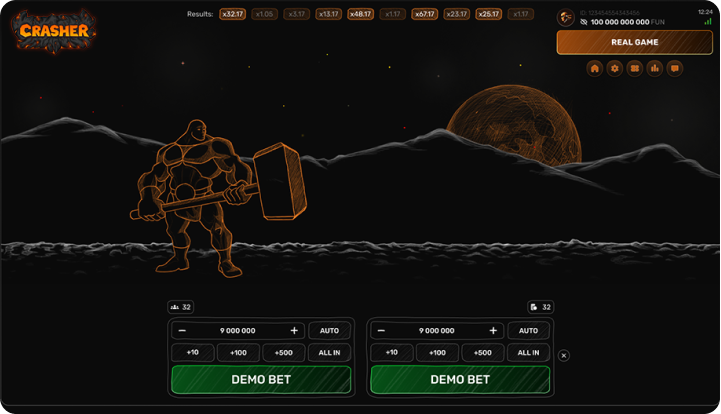 CRASHER
Results: x32.17 x1.05 x3.17 x13.17 x48.17 x1.17 x67.17 x23.17 x25.17 x1.17
12:24
100 000 000 000 FUN
REAL GAME
32
32
9 000 000 AUTO
+10 +100 +500 ALL IN
DEMO BET
9 000 000 AUTO
+10 +100 +500 ALL IN
DEMO BET